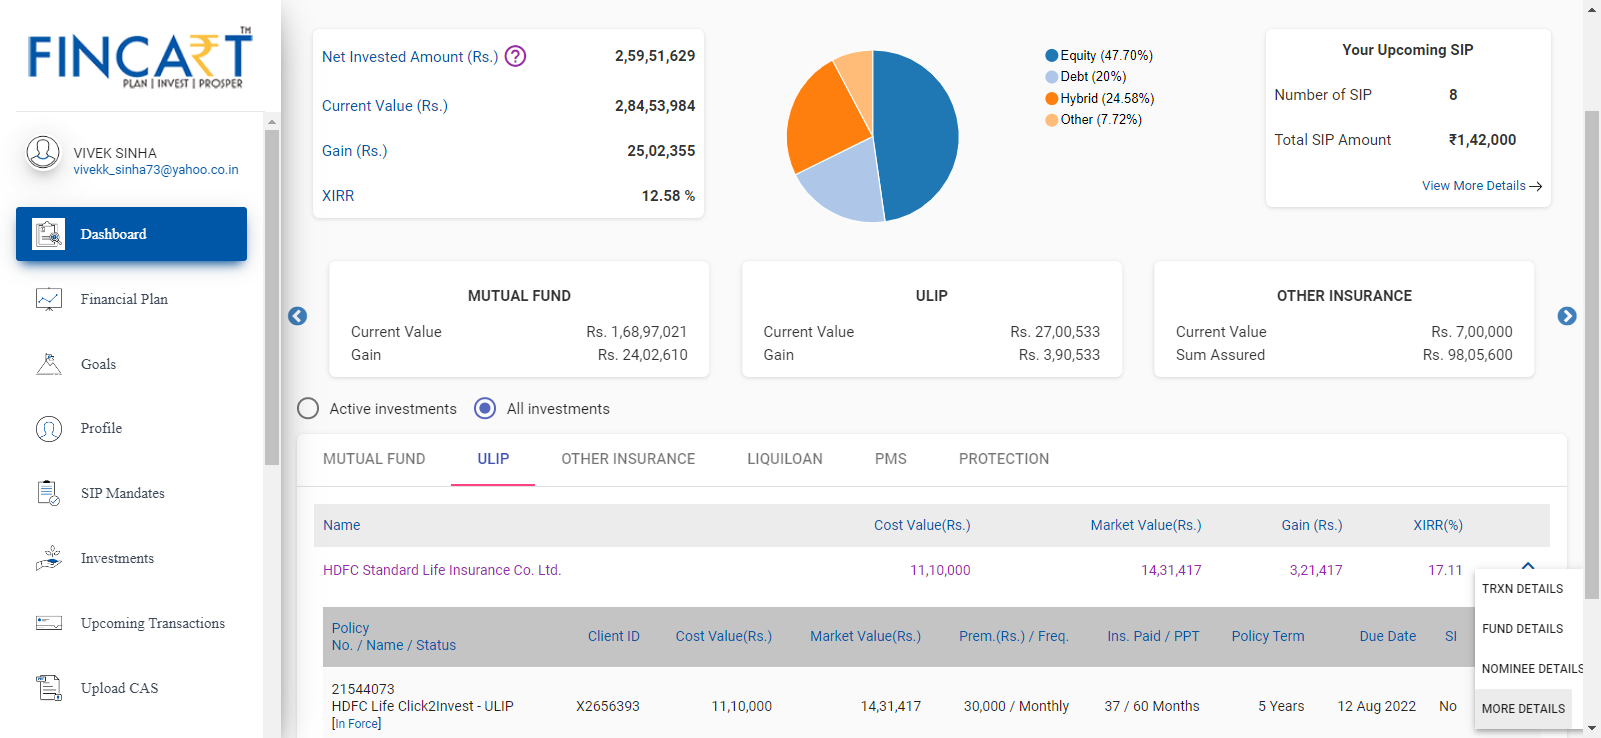 FINCART
TM
PLAN | INVEST | PROSPER
VIVEK SINHA
vivekk_sinha73@yahoo.co.in
Dashboard
Financial Plan
Goals
Profile
SIP Mandates
Investments
Upcoming Transactions
Upload CAS
Net Invested Amount (Rs.) ? 2,59,51,629
Current Value (Rs.) 2,84,53,984
Gain (Rs.) 25,02,355
XIRR 12.58 %
Equity (47.70%)
Debt (20%)
Hybrid (24.58%)
Other (7.72%)
Your Upcoming SIP
Number of SIP 8
Total SIP Amount ₹1,42,000
View More Details
MUTUAL FUND
Current Value Rs. 1,68,97,021
Gain Rs. 24,02,610
ULIP
Current Value Rs. 27,00,533
Gain Rs. 3,90,533
OTHER INSURANCE
Current Value Rs. 7,00,000
Sum Assured Rs. 98,05,600
Active investments All investments
MUTUAL FUND ULIP OTHER INSURANCE LIQUILOAN PMS PROTECTION
Name Cost Value(Rs.) Market Value(Rs.) Gain (Rs.) XIRR(%)
HDFC Standard Life Insurance Co. Ltd. 11,10,000 14,31,417 3,21,417 17.11
Policy
No. / Name / Status Client ID Cost Value(Rs.) Market Value(Rs.) Prem.(Rs.) / Freq. Ins. Paid / PPT Policy Term Due Date SI
21544073
HDFC Life Click2Invest - ULIP X2656393 11,10,000 14,31,417 30,000 / Monthly 37 / 60 Months 5 Years 12 Aug 2022 No
[In Force]
TRXN DETAILS
FUND DETAILS
NOMINEE DETAILS
MORE DETAILS